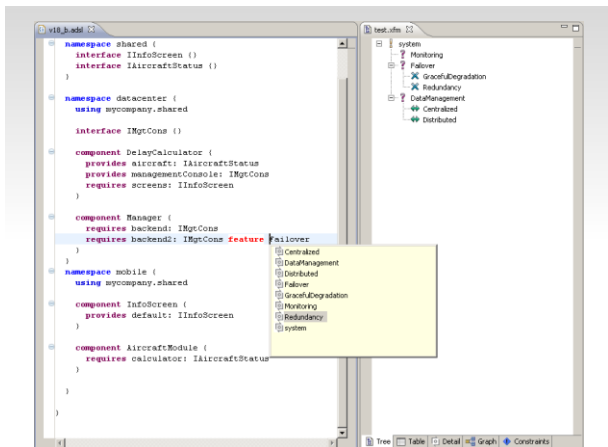 v10_b.adsl
namespace shared {
interface IInfoScreen {}
interface IAircraftStatus {}
}
namespace datacenter {
using mycompany.shared
interface IMgtCons {}
component DelayCalculator {
provides aircraft: IAircraftStatus
provides managementConsole: IMgtCons
requires screens: IInfoScreen
}
component Manager {
requires backend: IMgtCons
requires backend2: IMgtCons feature Failover
}
}
namespace mobile {
using mycompany.shared
component InfoScreen {
provides default: IInfoScreen
}
component AircraftModule {
requires calculator: IAircraftStatus
}
}
}
Centralized
DataManagement
Distributed
Failover
GracefulDegradation
Monitoring
Redundancy
system
test.xfm
system
? Monitoring
? Failover
GracefulDegradation
Redundancy
? DataManagement
Centralized
Distributed
Tree Table Detail Graph Constraints